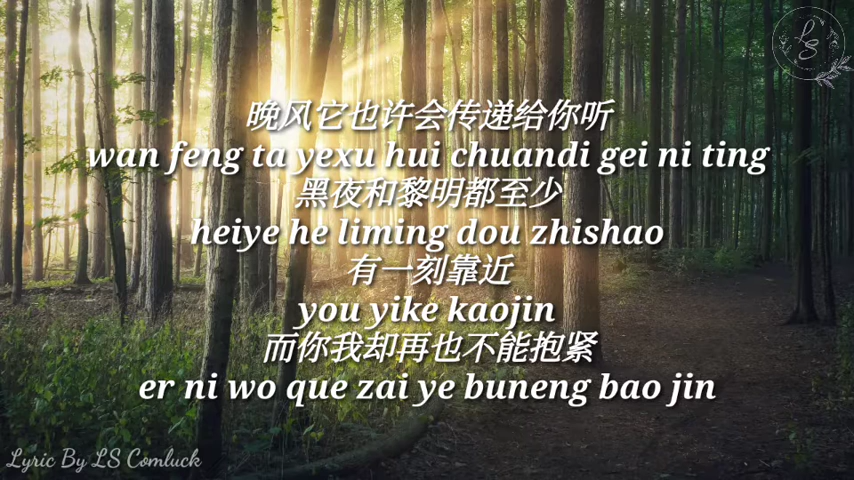 晚风它也许会传递给你听
wan feng ta yexu hui chuandi gei ni ting
黑夜和黎明都至少
heiye he liming dou zhishao
有一刻靠近
you yike kaojin
而你我却再也不能抱紧
er ni wo que zai ye buneng bao jin
Lyric By LS Comluck
LS